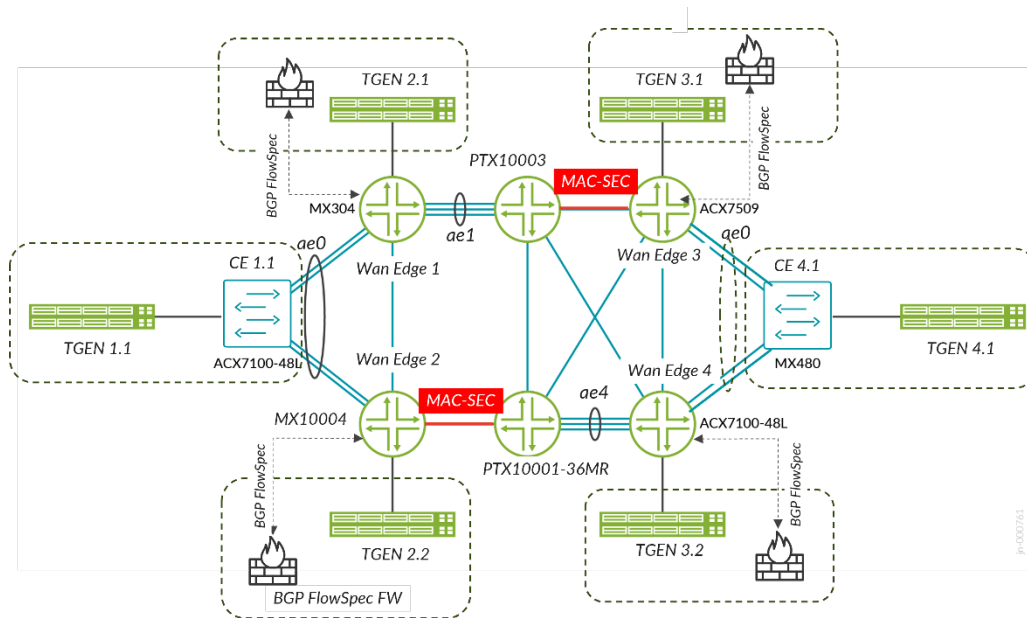 TGEN 2.1
TGEN 3.1
BGP FlowSpec
BGP FlowSpec
PTX10003
MAC-SEC
MX304
ACX7509
ae1
ae0
ae0
CE 1.1
Wan Edge 1
Wan Edge 3
CE 4.1
TGEN 1.1
TGEN 4.1
ACX7100-48L
Wan Edge 2
Wan Edge 4
MX480
MAC-SEC
ae4
MX10004
ACX7100-48L
PTX10001-36MR
BGP FlowSpec
BGP FlowSpec
TGEN 2.2
TGEN 3.2
BGP FlowSpec FW
jn-000761